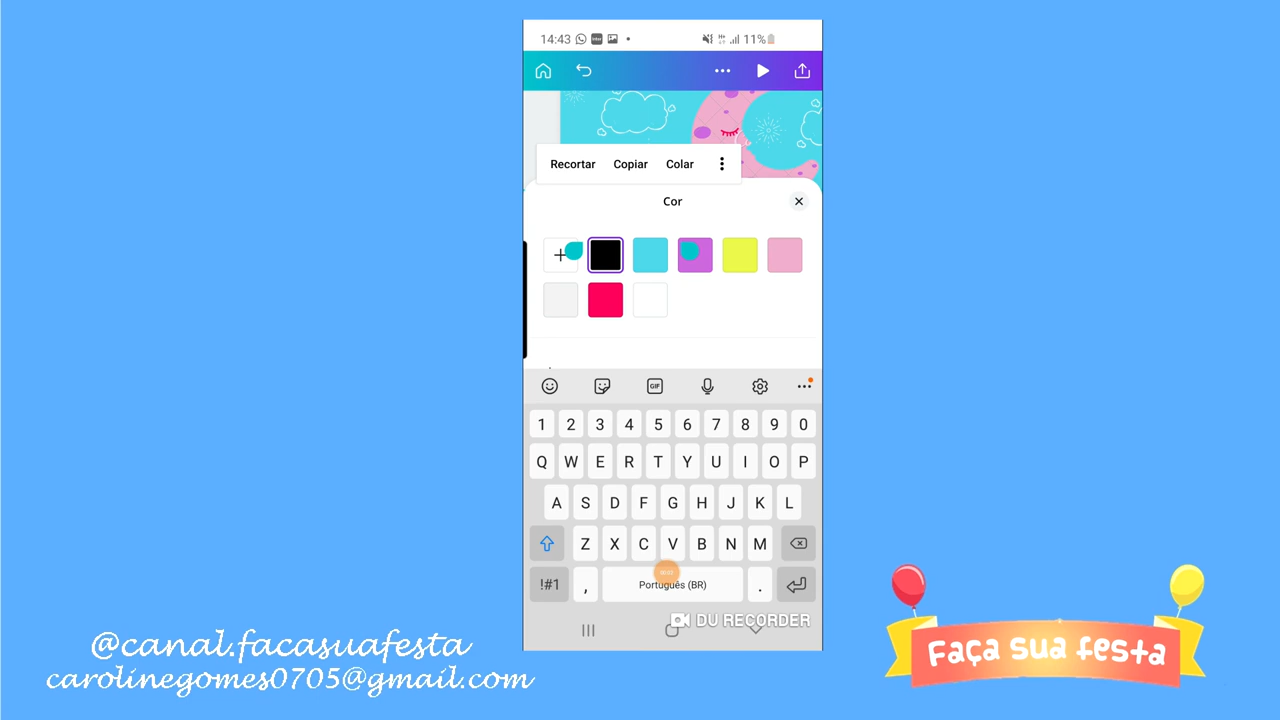 14:43
11%
Recortar Copiar Colar
Cor
GIF
1 2 3 4 5 6 7 8 9 0
Q W E R T Y U I O P
A S D F G H J K L
Z X C V B N M
!#1 , Português (BR) .
DU RECORDER
@canal.facasuafesta
carolinegomes0705@gmail.com
Faça sua festa